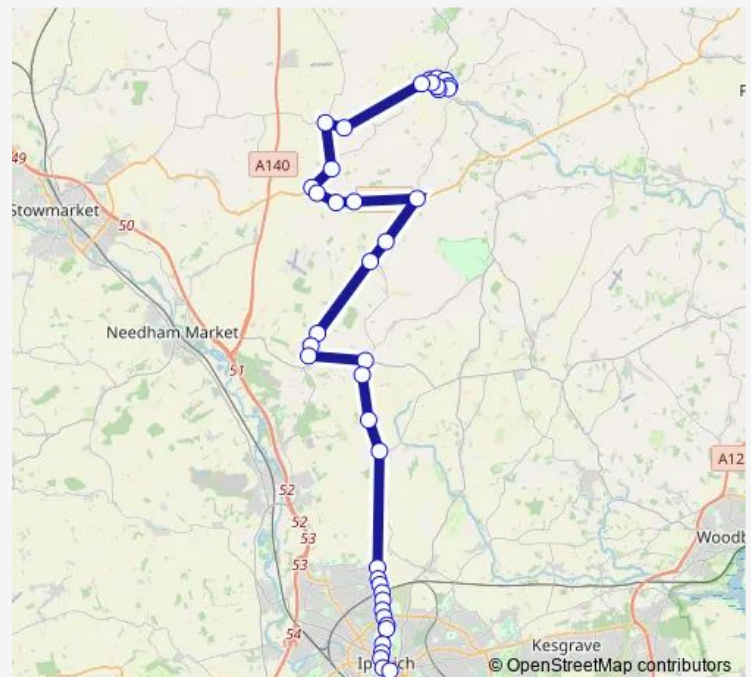 49
A140
F
Stowmarket
50
Needham Market
51
A12
52
52
53
53
Woodb
54
Kesgrave
Ipswich
© OpenStreetMap contributors